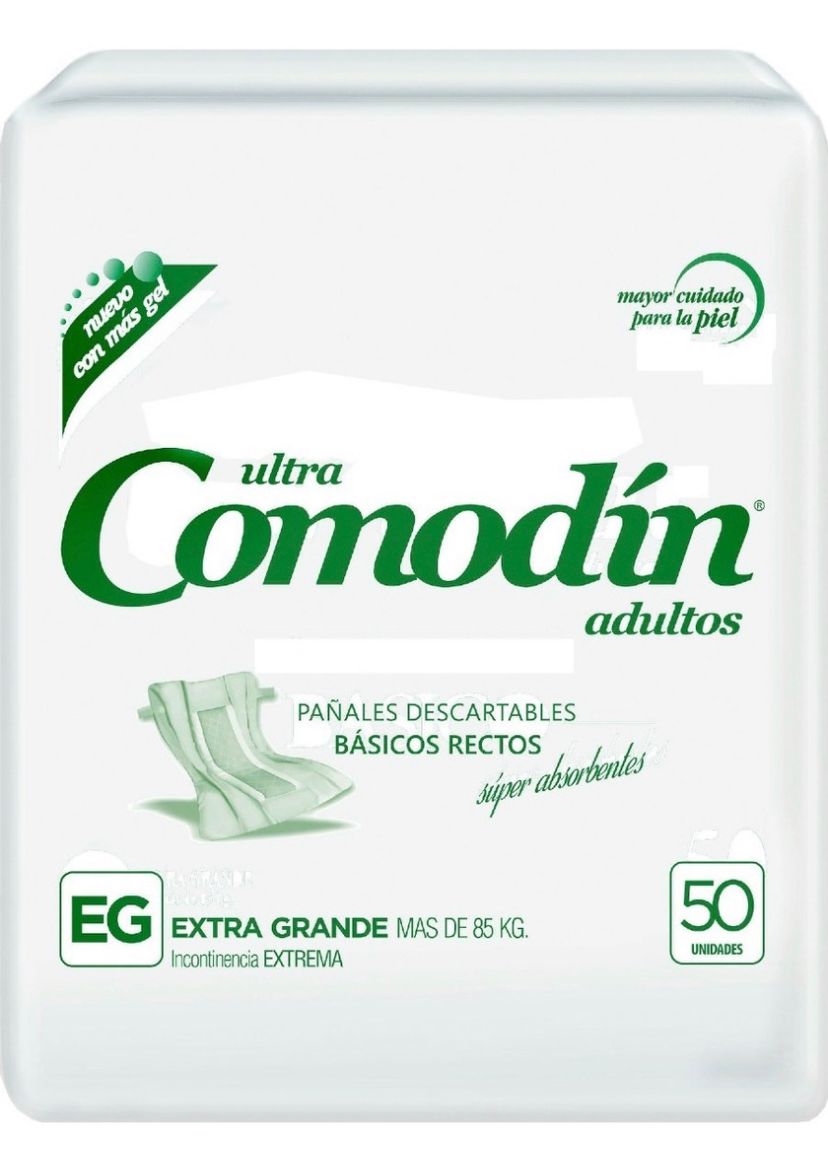 nuevo
con más gel
mayor cuidado
para la piel
ultra
Comodín®
adultos
PAÑALES DESCARTABLES
BÁSICOS RECTOS
súper absorbentes
EG
EXTRA GRANDE MAS DE 85 KG.
Incontinencia EXTREMA
50
UNIDADES